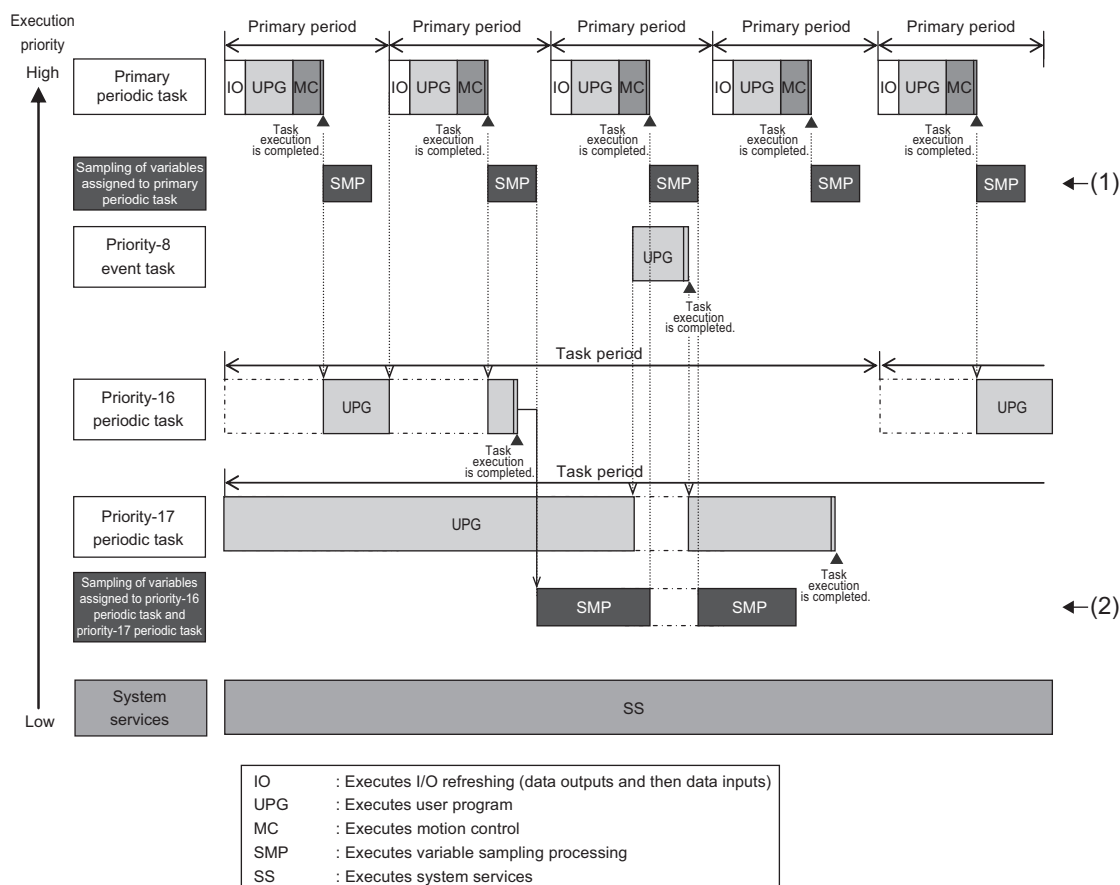 Execution
priority
High
Low
Primary period
Primary period
Primary period
Primary period
Primary period
Primary
periodic task
IO
UPG
MC
IO
UPG
MC
IO
UPG
MC
IO
UPG
MC
IO
UPG
MC
Task
execution
is completed.
Task
execution
is completed.
Task
execution
is completed.
Task
execution
is completed.
Task
execution
is completed.
Sampling of variables
assigned to primary
periodic task
SMP
SMP
SMP
SMP
SMP
(1)
Priority-8
event task
UPG
Task
execution
is completed.
Task period
Priority-16
periodic task
UPG
UPG
Task
execution
is completed.
Task period
Priority-17
periodic task
UPG
Task
execution
is completed.
Sampling of variables
assigned to priority-16
periodic task and
priority-17 periodic task
SMP
SMP
(2)
System
services
SS
IO : Executes I/O refreshing (data outputs and then data inputs)
UPG : Executes user program
MC : Executes motion control
SMP : Executes variable sampling processing
SS : Executes system services